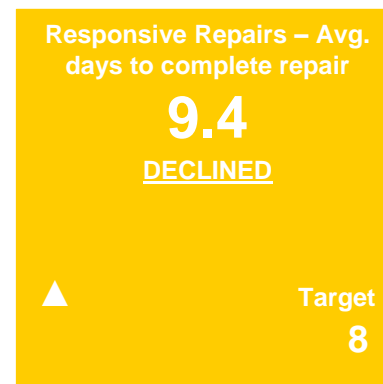 Responsive Repairs – Avg.
days to complete repair
9.4
DECLINED
▲ Target
8